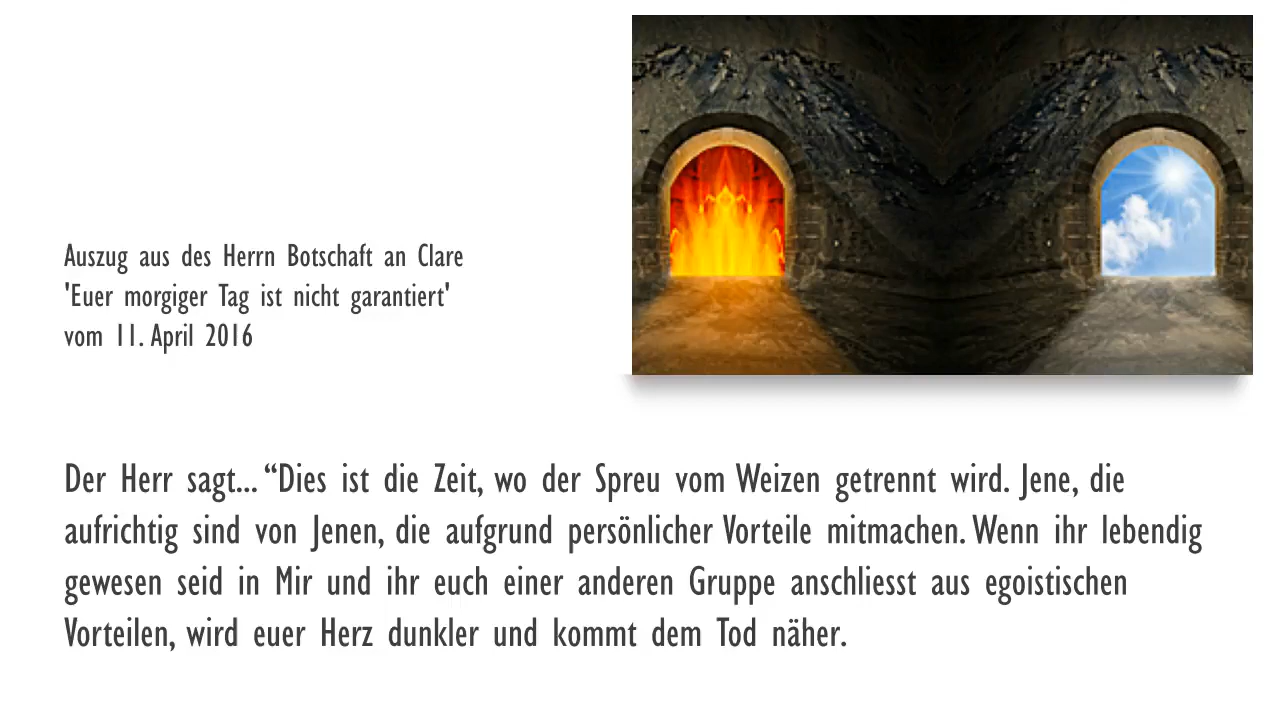 Auszug aus des Herrn Botschaft an Clare
'Euer morgiger Tag ist nicht garantiert'
vom 11. April 2016
Der Herr sagt... “Dies ist die Zeit, wo der Spreu vom Weizen getrennt wird. Jene, die
aufrichtig sind von Jenen, die aufgrund persönlicher Vorteile mitmachen. Wenn ihr lebendig
gewesen seid in Mir und ihr euch einer anderen Gruppe anschliesst aus egoistischen
Vorteilen, wird euer Herz dunkler und kommt dem Tod näher.